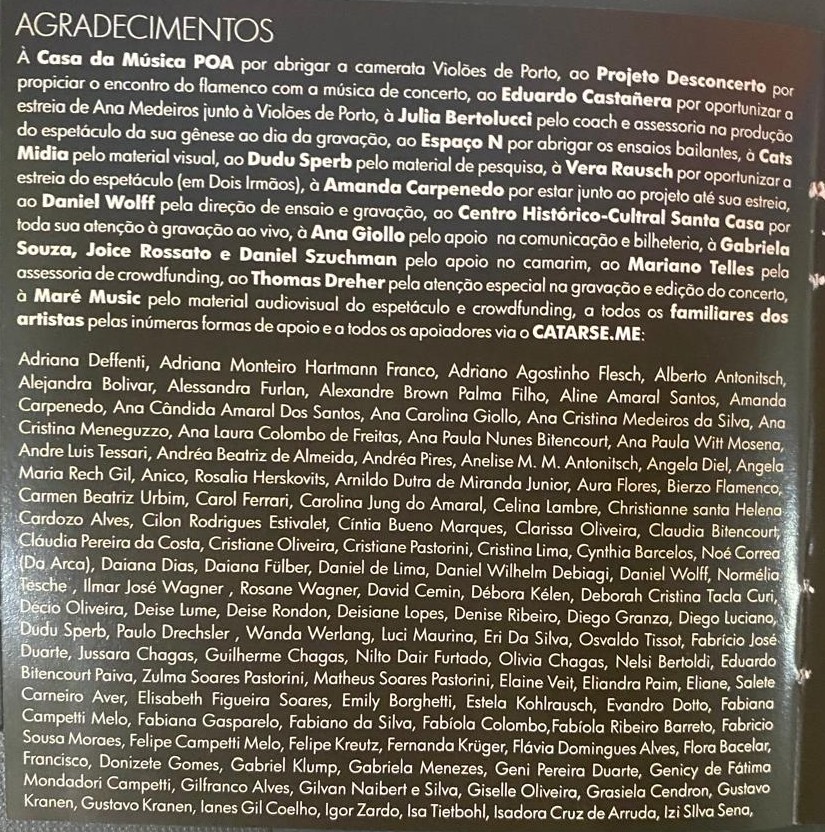 AGRADECIMENTOS
À Casa da Música POA por abrigar a camerata Violões de Porto, ao Projeto Desconcerto por
propiciar o encontro do flamenco com a música de concerto, ao Eduardo Castañera por oportunizar a
estreia de Ana Medeiros junto à Violões de Porto, à Julia Bertolucci pelo coach e assessoria na produção
do espetáculo da sua gênese ao dia da gravação, ao Espaço N por abrigar os ensaios bailantes, à Cats
Midia pelo material visual, ao Dudu Sperb pelo material de pesquisa, à Vera Rausch por oportunizar a
estreia do espetáculo (em Dois Irmãos), à Amanda Carpenedo por estar junto ao projeto até sua estreia,
ao Daniel Wolff pela direção de ensaio e gravação, ao Centro Histórico-Cultral Santa Casa por
toda sua atenção à gravação ao vivo, à Ana Giollo pelo apoio na comunicação e bilheteria, à Gabriela
Souza, Joice Rossato e Daniel Szuchman pelo apoio no camarim, ao Mariano Telles pela
assessoria de crowdfunding, ao Thomas Dreher pela atenção especial na gravação e edição do concerto,
à Maré Music pelo material audiovisual do espetáculo e crowdfunding, a todos os familiares dos
artistas pelas inúmeras formas de apoio e a todos os apoiadores via o CATARSE.ME:
Adriana Deffenti, Adriana Monteiro Hartmann Franco, Adriano Agostinho Flesch, Alberto Antonitsch,
Alejandra Bolivar, Alessandra Furlan, Alexandre Brown Palma Filho, Aline Amaral Santos, Amanda
Carpenedo, Ana Cândida Amaral Dos Santos, Ana Carolina Giollo, Ana Cristina Medeiros da Silva, Ana
Cristina Meneguzzo, Ana Laura Colombo de Freitas, Ana Paula Nunes Bitencourt, Ana Paula Witt Mosena,
Andre Luis Tessari, Andréa Beatriz de Almeida, Andréa Pires, Anelise M. M. Antonitsch, Angela Diel, Angela
Maria Rech Gil, Anico, Rosalia Herskovits, Arnildo Dutra de Miranda Junior, Aura Flores, Bierzo Flamenco,
Carmen Beatriz Urbim, Carol Ferrari, Carolina Jung do Amaral, Celina Lambre, Christianne santa Helena
Cardozo Alves, Cilon Rodrigues Estivalet, Cíntia Bueno Marques, Clarissa Oliveira, Claudia Bitencourt,
Cláudia Pereira da Costa, Cristiane Oliveira, Cristiane Pastorini, Cristina Lima, Cynthia Barcelos, Noé Correa
(Da Arca), Daiana Dias, Daiana Fülber, Daniel de Lima, Daniel Wilhelm Debiagi, Daniel Wolff, Normélia
Tesche , Ilmar José Wagner , Rosane Wagner, David Cemin, Débora Kélen, Deborah Cristina Tacla Curi,
Décio Oliveira, Deise Lume, Deise Rondon, Deisiane Lopes, Denise Ribeiro, Diego Granza, Diego Luciano,
Dudu Sperb, Paulo Drechsler , Wanda Werlang, Luci Maurina, Eri Da Silva, Osvaldo Tissot, Fabrício José
Duarte, Jussara Chagas, Guilherme Chagas, Nilto Dair Furtado, Olivia Chagas, Nelsi Bertoldi, Eduardo
Bitencourt Paiva, Zulma Soares Pastorini, Matheus Soares Pastorini, Elaine Veit, Eliandra Paim, Eliane, Salete
Carneiro Aver, Elisabeth Figueira Soares, Emily Borghetti, Estela Kohlrausch, Evandro Dotto, Fabiana
Campetti Melo, Fabiana Gasparelo, Fabiano da Silva, Fabíola Colombo,Fabíola Ribeiro Barreto, Fabricio
Sousa Moraes, Felipe Campetti Melo, Felipe Kreutz, Fernanda Krüger, Flávia Domingues Alves, Flora Bacelar,
Francisco, Donizete Gomes, Gabriel Klump, Gabriela Menezes, Geni Pereira Duarte, Genicy de Fátima
Mondadori Campetti, Gilfranco Alves, Gilvan Naibert e Silva, Giselle Oliveira, Grasiela Cendron, Gustavo
Kranen, Gustavo Kranen, Ianes Gil Coelho, Igor Zardo, Isa Tietbohl, Isadora Cruz de Arruda, Izi SIlva Sena,